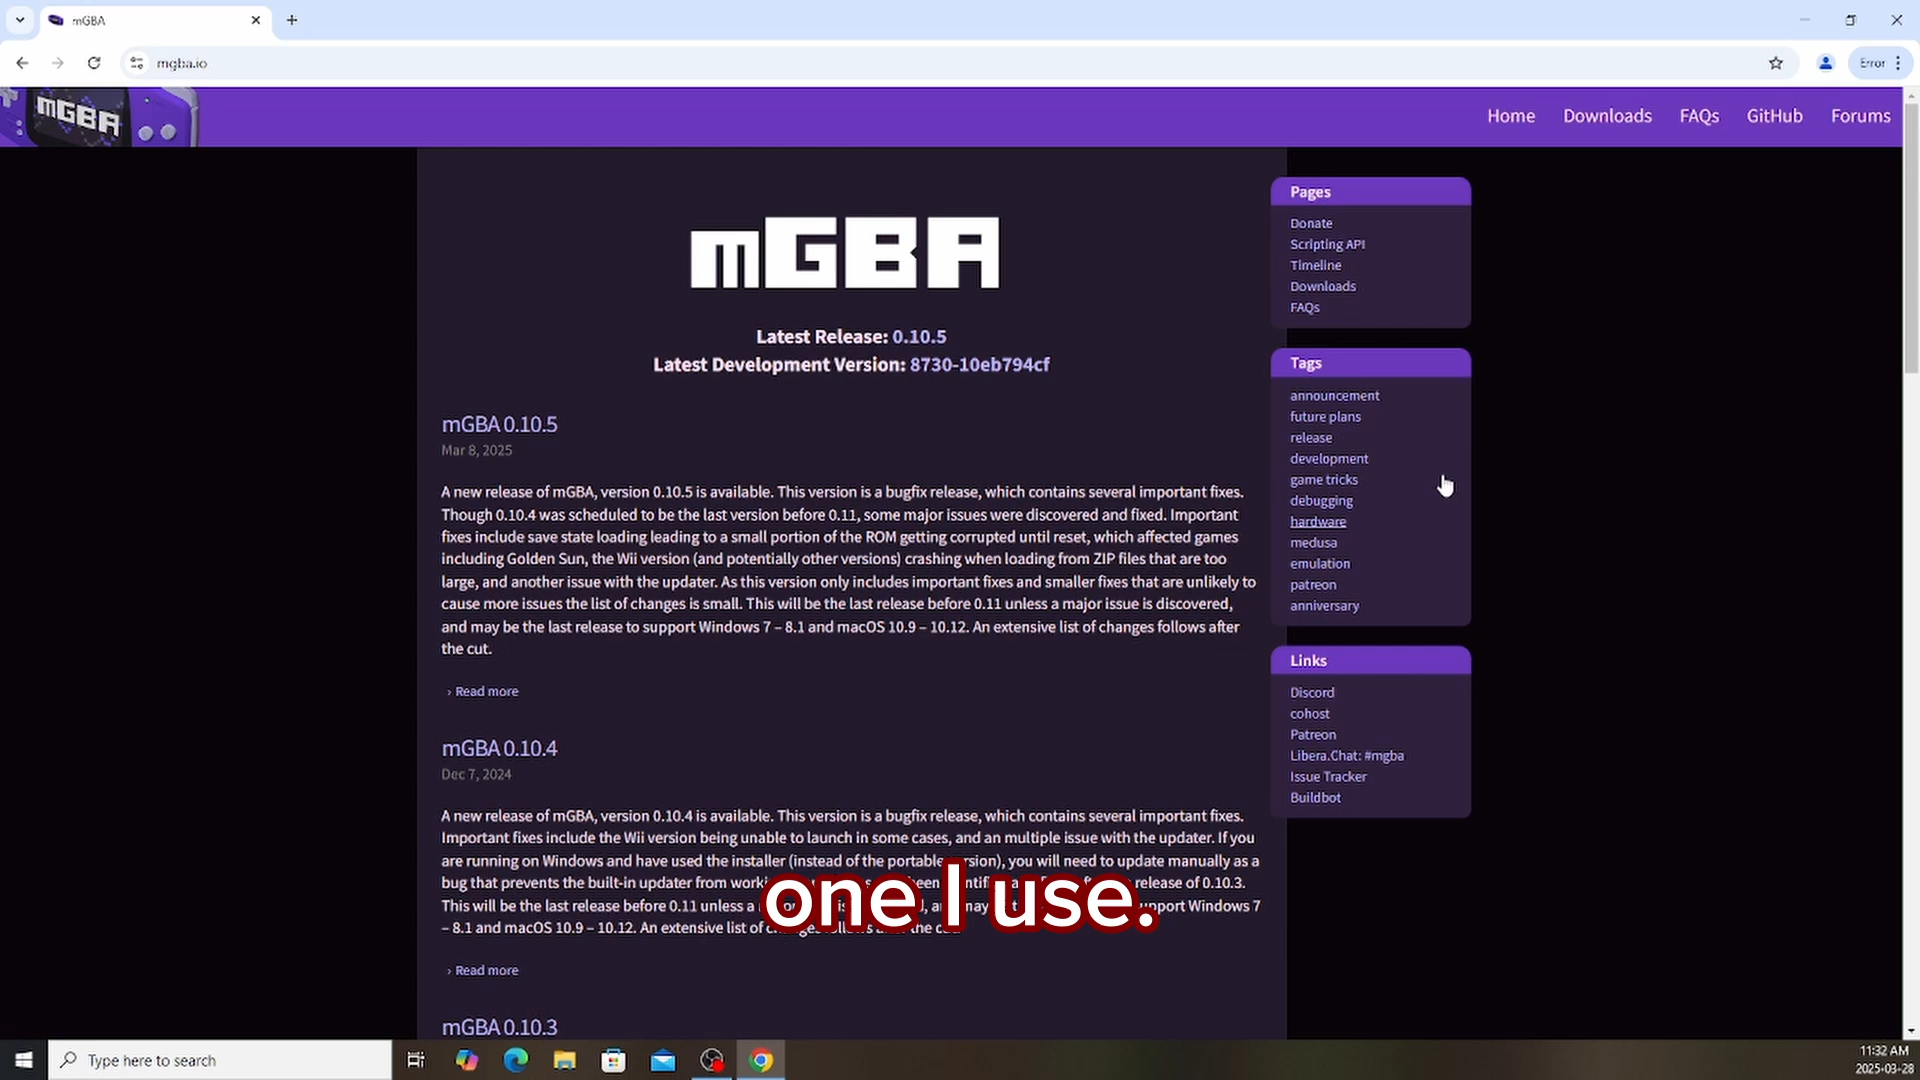 mGBA
mgba.io
Error
mGBA
Home
Downloads
FAQs
GitHub
Forums
mGBA
Latest Release: 0.10.5
Latest Development Version: 8730-10eb794cf
mGBA 0.10.5
Mar 8, 2025
A new release of mGBA, version 0.10.5 is available. This version is a bugfix release, which contains several important fixes.
Though 0.10.4 was scheduled to be the last version before 0.11, some major issues were discovered and fixed. Important
fixes include save state loading leading to a small portion of the ROM getting corrupted until reset, which affected games
including Golden Sun, the Wii version (and potentially other versions) crashing when loading from ZIP files that are too
large, and another issue with the updater. As this version only includes important fixes and smaller fixes that are unlikely to
cause more issues the list of changes is small. This will be the last release before 0.11 unless a major issue is discovered,
and may be the last release to support Windows 7 – 8.1 and macOS 10.9 – 10.12. An extensive list of changes follows after
the cut.
› Read more
mGBA 0.10.4
Dec 7, 2024
A new release of mGBA, version 0.10.4 is available. This version is a bugfix release, which contains several important fixes.
Important fixes include the Wii version being unable to launch in some cases, and an multiple issue with the updater. If you
are running on Windows and have used the installer (instead of the portable version), you will need to update manually as a
bug that prevents the built-in updater from release of 0.10.3.
This will be the last release before 0.11 unless a Windows 7
– 8.1 and macOS 10.9 – 10.12. An extensive list of
› Read more
mGBA 0.10.3
Pages
Donate
Scripting API
Timeline
Downloads
FAQs
Tags
announcement
future plans
release
development
game tricks
debugging
hardware
medusa
emulation
patreon
anniversary
Links
Discord
cohost
Patreon
Libera.Chat: #mgba
Issue Tracker
Buildbot
one I use.
Type here to search
11:32 AM
2025-03-28